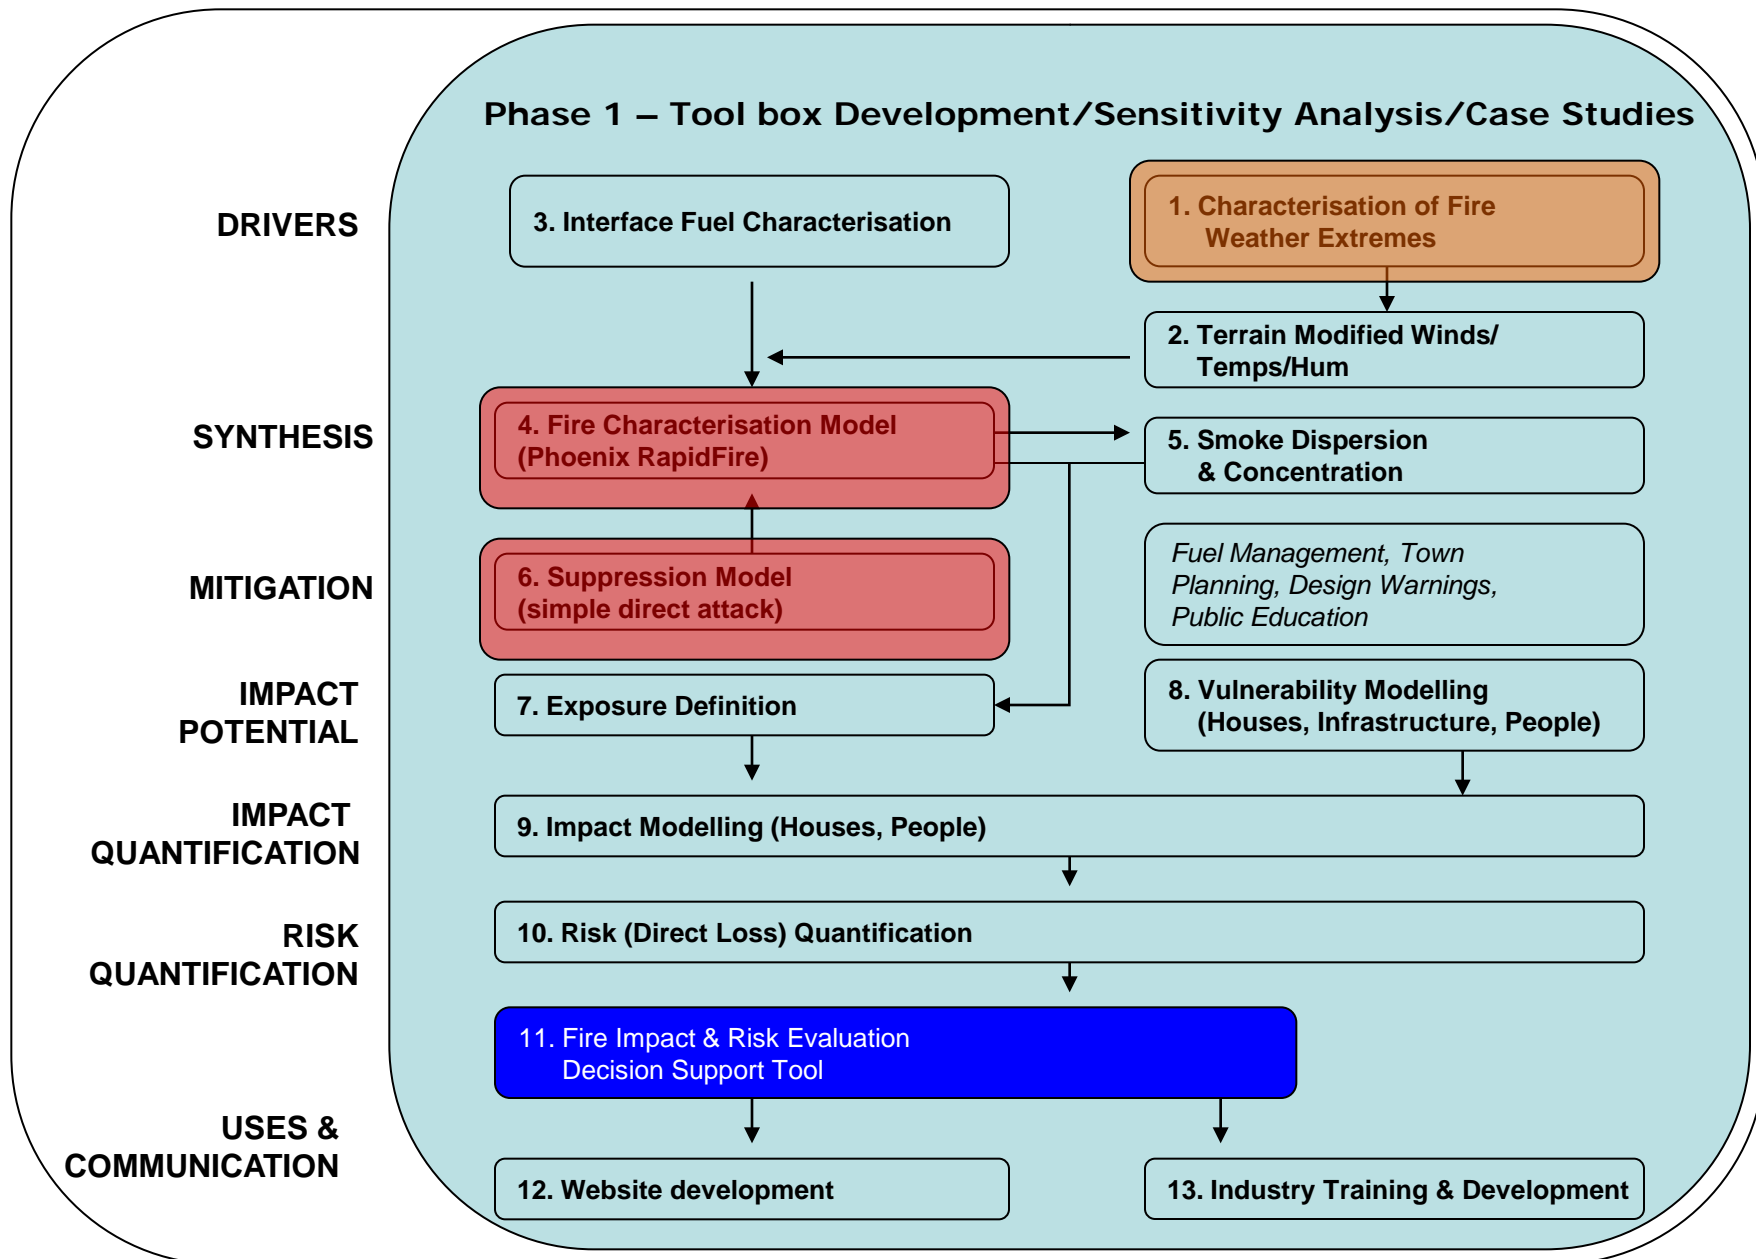 Phase 1 – Tool box Development/Sensitivity Analysis/Case Studies
DRIVERS
3. Interface Fuel Characterisation
1. Characterisation of Fire
Weather Extremes
2. Terrain Modified Winds/
Temps/Hum
SYNTHESIS
4. Fire Characterisation Model
(Phoenix RapidFire)
5. Smoke Dispersion
& Concentration
MITIGATION
6. Suppression Model
(simple direct attack)
Fuel Management, Town
Planning, Design Warnings,
Public Education
IMPACT
POTENTIAL
7. Exposure Definition
8. Vulnerability Modelling
(Houses, Infrastructure, People)
IMPACT
QUANTIFICATION
9. Impact Modelling (Houses, People)
RISK
QUANTIFICATION
10. Risk (Direct Loss) Quantification
11. Fire Impact & Risk Evaluation
Decision Support Tool
USES &
COMMUNICATION
12. Website development
13. Industry Training & Development